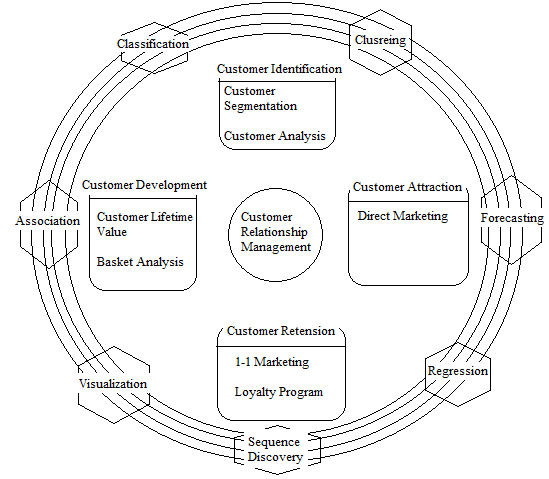 Classification
Clusreing
Customer Identification
Customer
Segmentation
Customer Analysis
Customer Development
Customer Lifetime
Value
Basket Analysis
Customer
Relationship
Management
Customer Attraction
Direct Marketing
Association
Forecasting
Customer Retension
1-1 Marketing
Loyalty Program
Visualization
Regression
Sequence
Discovery